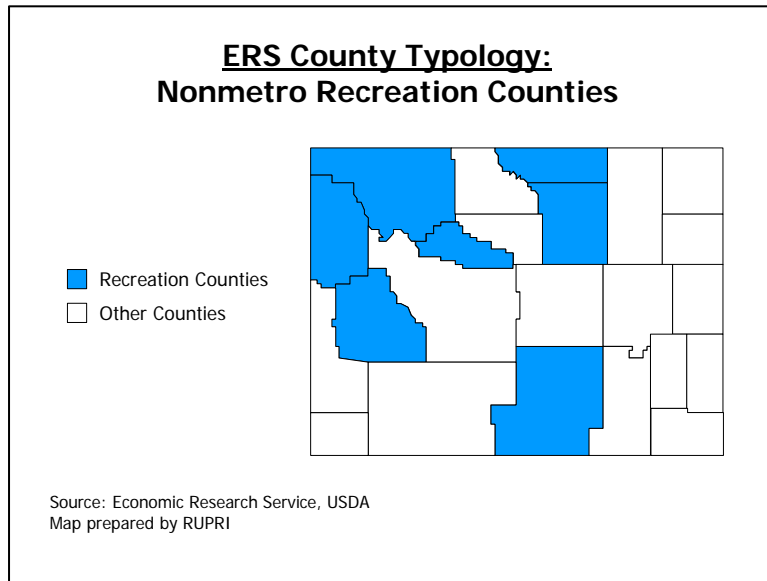 ERS County Typology:
Nonmetro Recreation Counties
Recreation Counties
Other Counties
Source: Economic Research Service, USDA
Map prepared by RUPRI